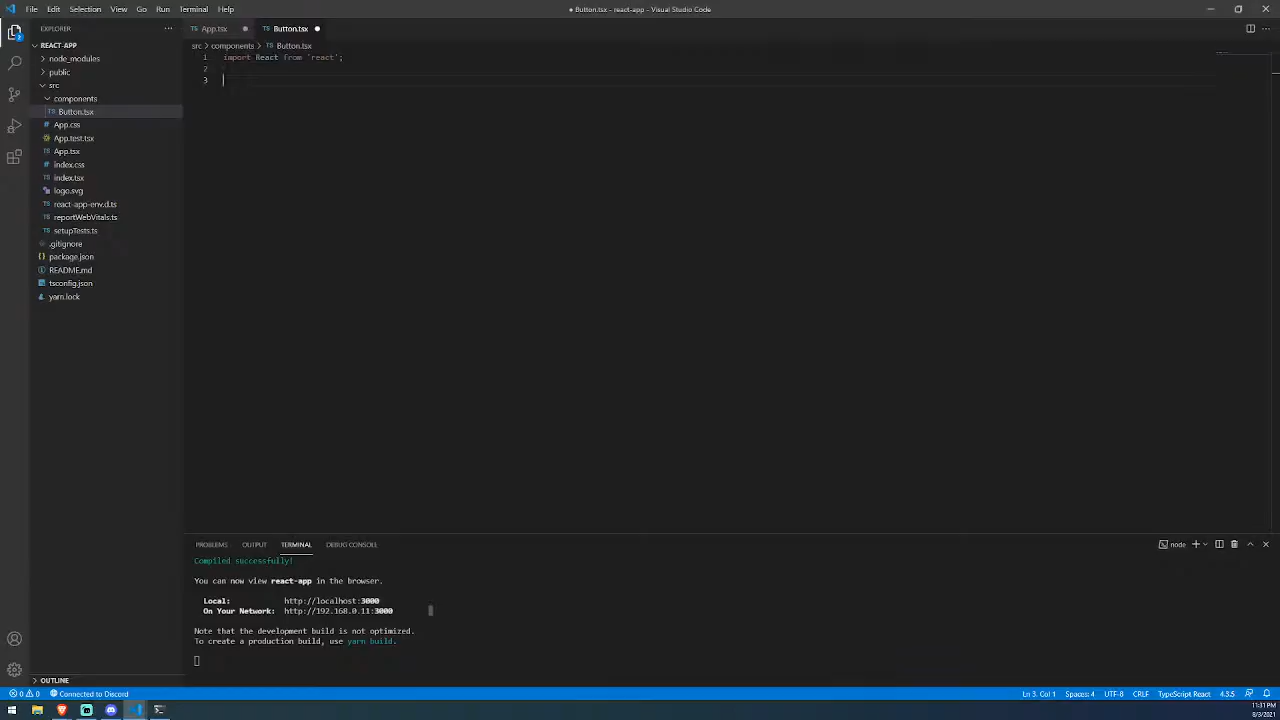 File Edit Selection View Go Run Terminal Help
● Button.tsx - react-app - Visual Studio Code
EXPLORER ···
TS App.tsx ● TS Button.tsx ●
REACT-APP
src > components > TS Button.tsx
node_modules
public
src
components
TS Button.tsx
# App.css
App.test.tsx
TS App.tsx
# index.css
TS index.tsx
logo.svg
TS react-app-env.d.ts
TS reportWebVitals.ts
TS setupTests.ts
.gitignore
{} package.json
README.md
tsconfig.json
yarn.lock
OUTLINE
1 import React from 'react';
2
3
PROBLEMS OUTPUT TERMINAL DEBUG CONSOLE
node
Compiled successfully!
You can now view react-app in the browser.
Local: http://localhost:3000
On Your Network: http://192.168.0.11:3000
Note that the development build is not optimized.
To create a production build, use yarn build.
0 0 Connected to Discord
Ln 3, Col 1 Spaces: 4 UTF-8 CRLF TypeScript React 4.3.5
11:31 PM
8/3/2021